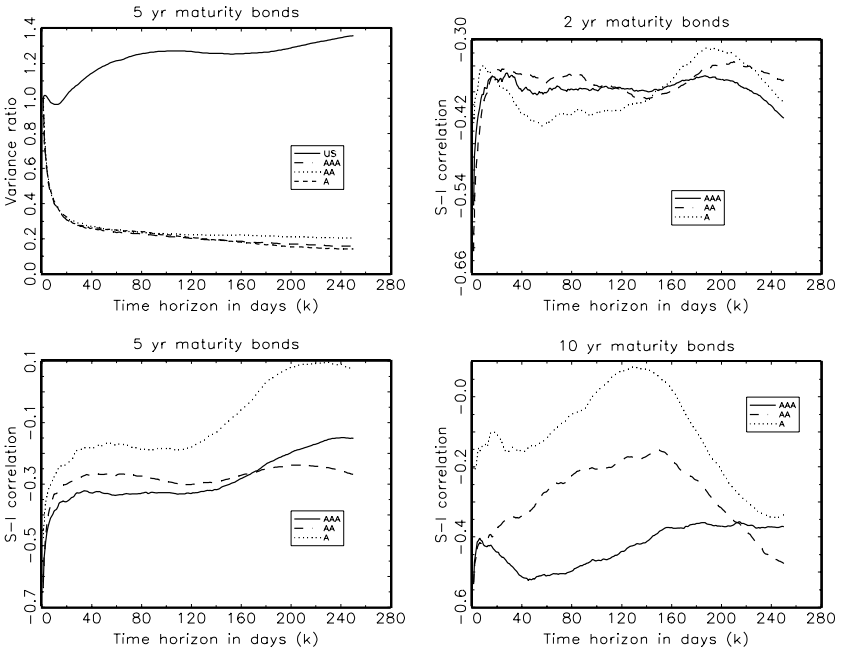 5 yr maturity bonds
Variance ratio
1.4
1.2
1.0
0.8
0.6
0.4
0.2
0.0
US
AAA
AA
A
0 40 80 120 160 200 240 280
Time horizon in days (k)
2 yr maturity bonds
S-I correlation
-0.30
-0.42
-0.54
-0.66
AAA
AA
A
0 40 80 120 160 200 240 280
Time horizon in days (k)
5 yr maturity bonds
S-I correlation
0.1
-0.1
-0.3
-0.5
-0.7
AAA
AA
A
0 40 80 120 160 200 240 280
Time horizon in days (k)
10 yr maturity bonds
S-I correlation
-0.0
-0.2
-0.4
-0.6
AAA
AA
A
0 40 80 120 160 200 240 280
Time horizon in days (k)